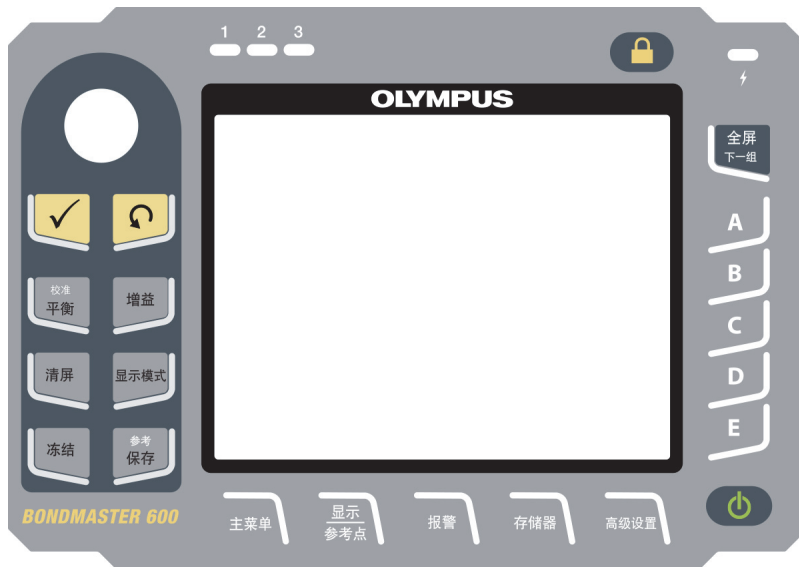 1 2 3
OLYMPUS
全屏
下一组
A
B
C
D
E
校准
平衡
增益
清屏
显示模式
冻结
参考
保存
BONDMASTER 600
主菜单
显示
参考点
报警
存储器
高级设置